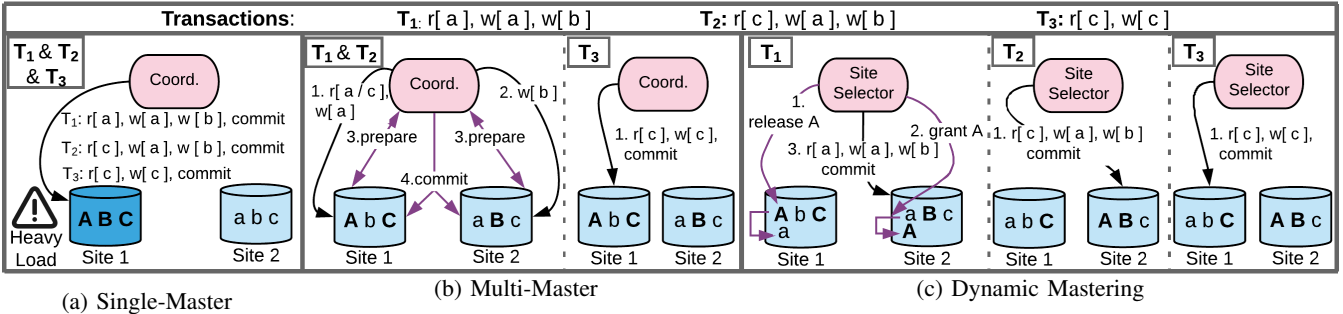 Transactions: T1: r[ a ], w[ a ], w[ b ] T2: r[ c ], w[ a ], w[ b ] T3: r[ c ], w[ c ]
T1 & T2
& T3
Coord.
T1: r[ a ], w[ a ], w [ b ], commit
T2: r[ c ], w[ a ], w [ b ], commit
T3: r[ c ], w[ c ], commit
Heavy
Load
A B C
Site 1
a b c
Site 2
(a) Single-Master
T1 & T2
Coord.
1. r[ a / c ],
w[ a ]
2. w[ b ]
3.prepare
3.prepare
4.commit
A b C
Site 1
a B c
Site 2
T3
Coord.
1. r[ c ], w[ c ],
commit
A b C
Site 1
a B c
Site 2
(b) Multi-Master
T1
Site
Selector
1.
release A
2. grant A
3. r[ a ], w[ a ], w[ b ]
commit
A b C
a
Site 1
a B c
A
Site 2
T2
Site
Selector
1. r[ c ], w[ a ], w[ b ]
commit
a b C
Site 1
A B c
Site 2
T3
Site
Selector
1. r[ c ], w[ c ],
commit
a b C
Site 1
A B c
Site 2
(c) Dynamic Mastering